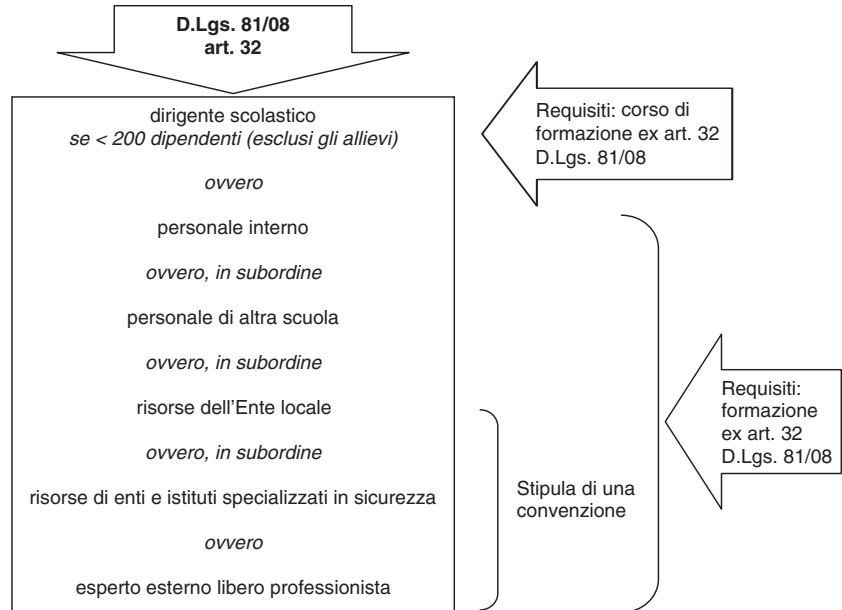 D.Lgs. 81/08
art. 32
dirigente scolastico
se < 200 dipendenti (esclusi gli allievi)
ovvero
personale interno
ovvero, in subordine
personale di altra scuola
ovvero, in subordine
risorse dell'Ente locale
ovvero, in subordine
risorse di enti e istituti specializzati in sicurezza
ovvero
esperto esterno libero professionista
Requisiti: corso di
formazione ex art. 32
D.Lgs. 81/08
Stipula di una
convenzione
Requisiti:
formazione
ex art. 32
D.Lgs. 81/08